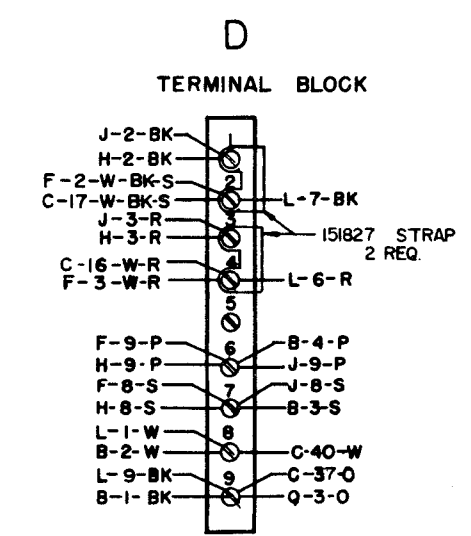 D
TERMINAL BLOCK
J-2-BK
1
H-2-BK
F-2-W-BK-S
2
C-17-W-BK-S
L-7-BK
J-3-R
3
H-3-R
151827 STRAP
2 REQ.
C-16-W-R
4
F-3-W-R
L-6-R
5
F-9-P
6
B-4-P
H-9-P
J-9-P
F-8-S
7
J-8-S
H-8-S
B-3-S
L-1-W
8
B-2-W
C-40-W
L-9-BK
9
C-37-O
B-1-BK
Q-3-O